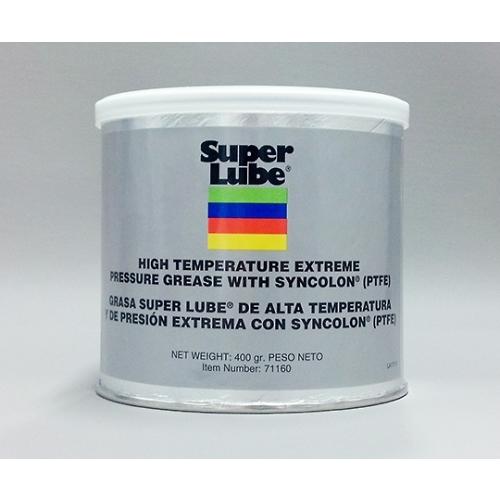 Super
Lube®
HIGH TEMPERATURE EXTREME
PRESSURE GREASE WITH SYNCOLON® (PTFE)
GRASA SUPER LUBE® DE ALTA TEMPERATURA
Y DE PRESIÓN EXTREMA CON SYNCOLON® (PTFE)
NET WEIGHT: 400 gr. PESO NETO
Item Number: 71160